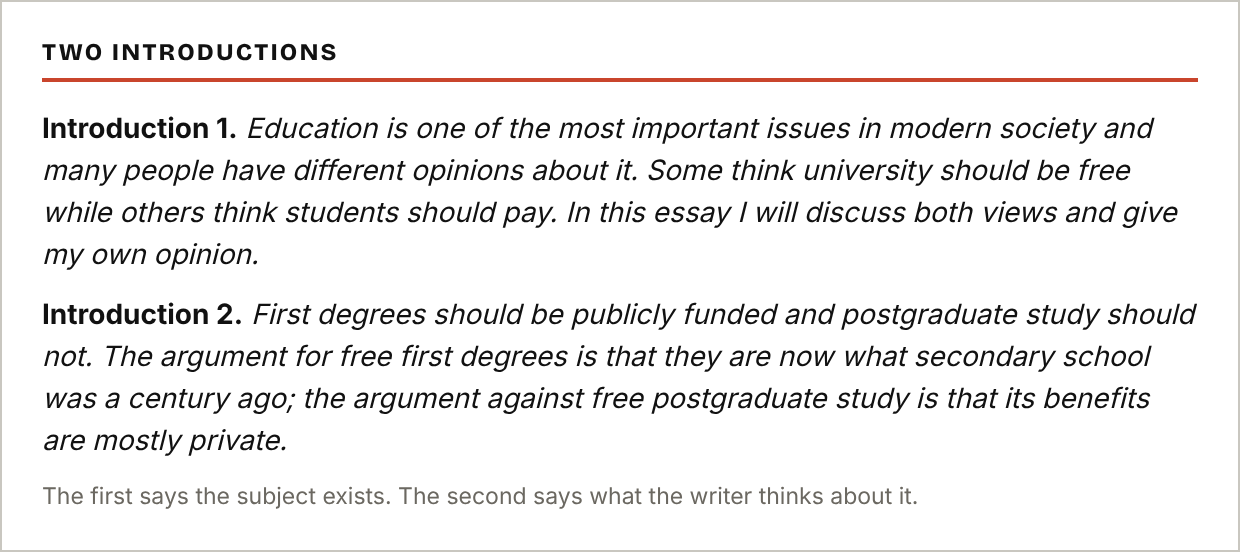 TWO INTRODUCTIONS
Introduction 1. Education is one of the most important issues in modern society and
many people have different opinions about it. Some think university should be free
while others think students should pay. In this essay I will discuss both views and give
my own opinion.
Introduction 2. First degrees should be publicly funded and postgraduate study should
not. The argument for free first degrees is that they are now what secondary school
was a century ago; the argument against free postgraduate study is that its benefits
are mostly private.
The first says the subject exists. The second says what the writer thinks about it.